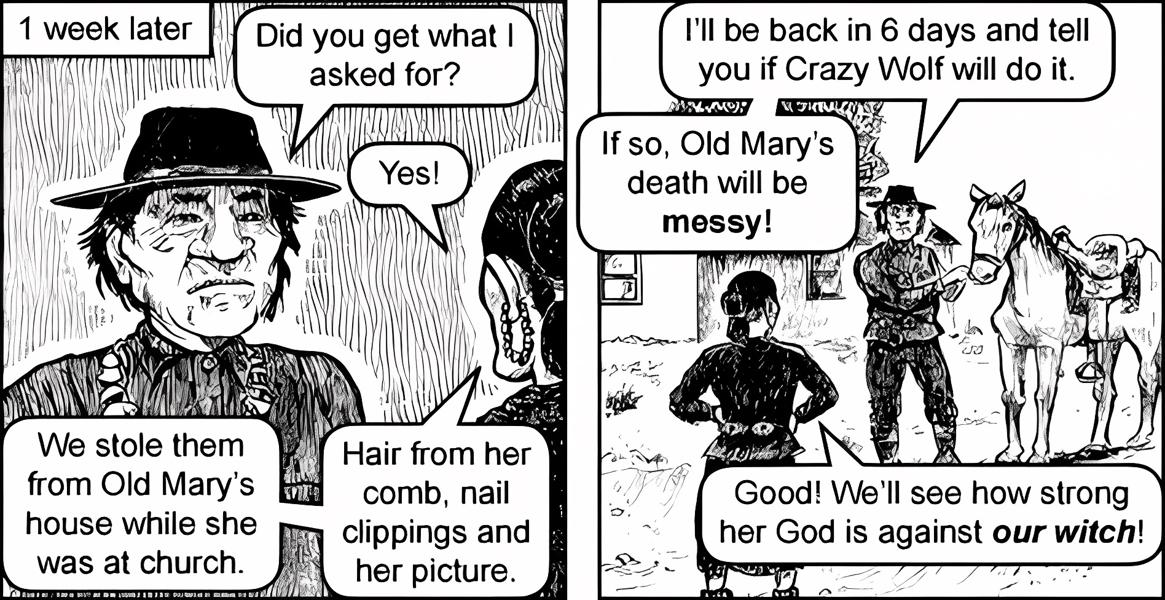 1 week later
Did you get what I
asked for?
Yes!
We stole them
from Old Mary's
house while she
was at church.
Hair from her
comb, nail
clippings and
her picture.
I'll be back in 6 days and tell
you if Crazy Wolf will do it.
If so, Old Mary's
death will be
messy!
Good! We'll see how strong
her God is against our witch!